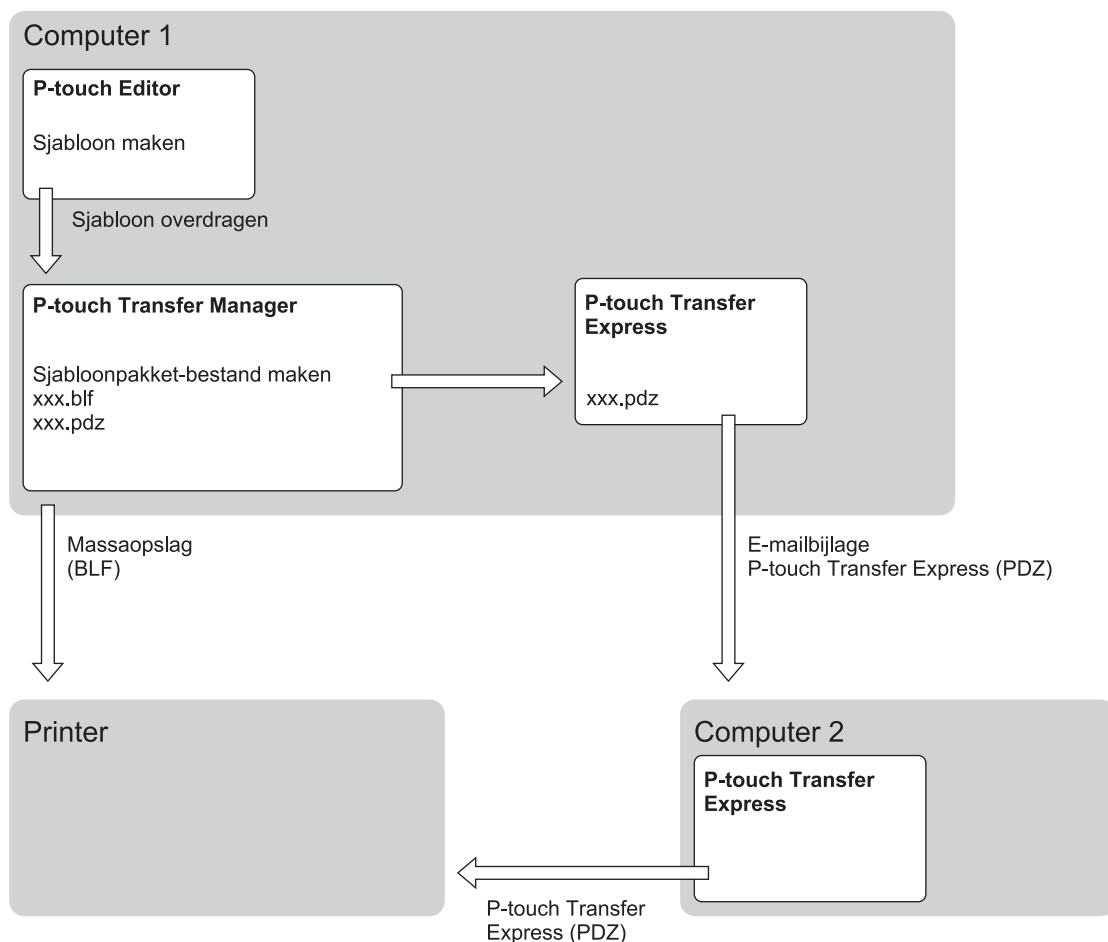 Computer 1
P-touch Editor
Sjabloon maken
Sjabloon overdragen
P-touch Transfer Manager
Sjabloonpakket-bestand maken
xxx.blf
xxx.pdz
P-touch Transfer
Express
xxx.pdz
Massaopslag
(BLF)
E-mailbijlage
P-touch Transfer Express (PDZ)
Printer
Computer 2
P-touch Transfer
Express
P-touch Transfer
Express (PDZ)